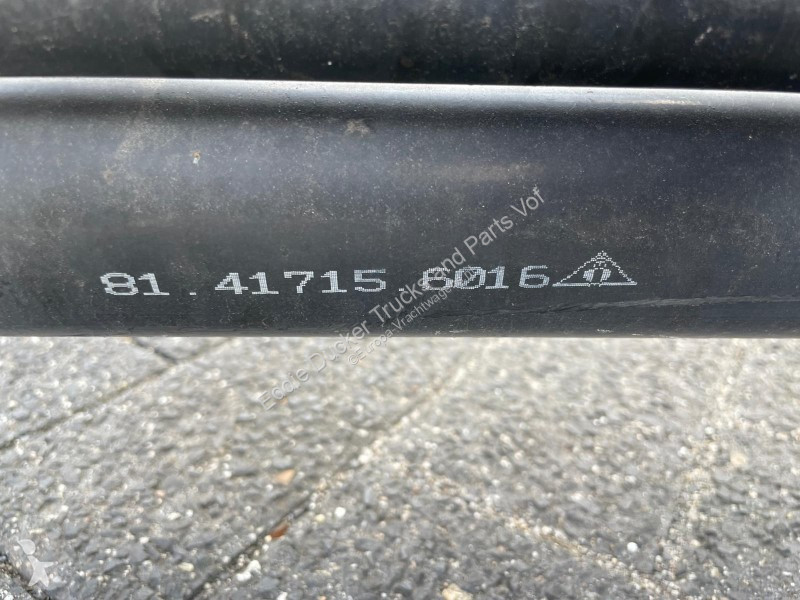 81.41715.6016
Eddie Ducker Trucks and Parts Vof